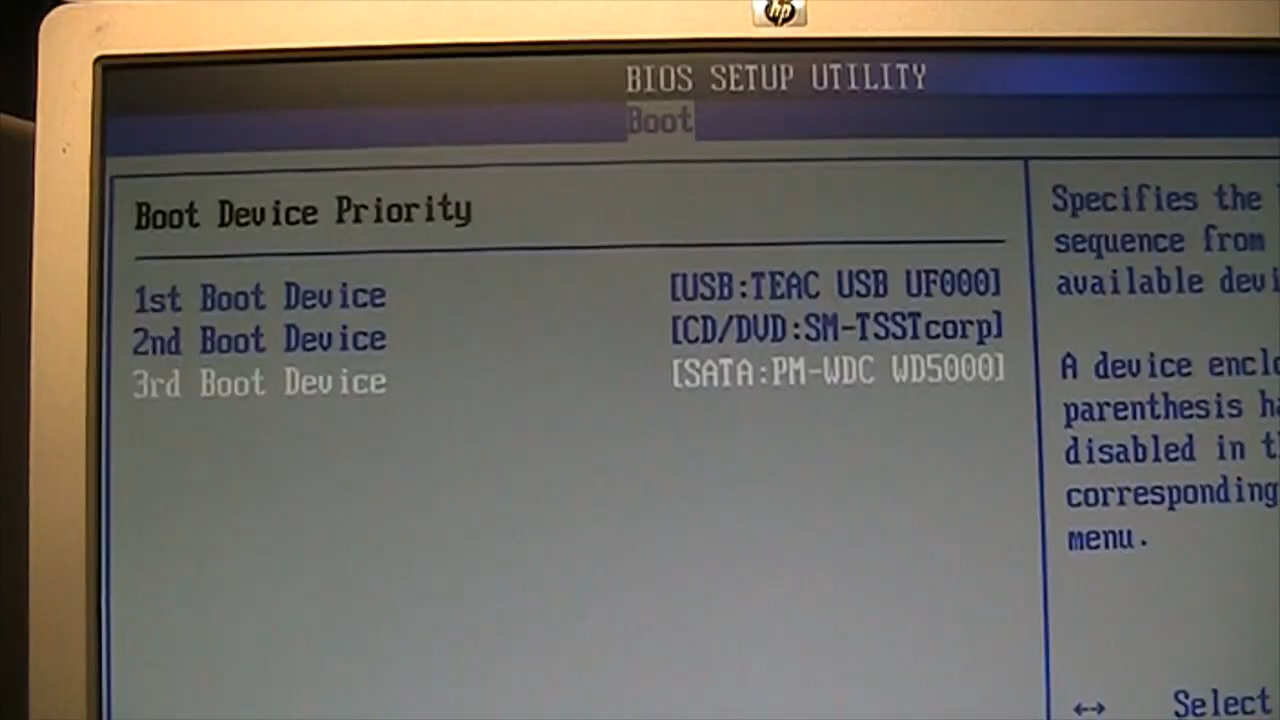 hp
BIOS SETUP UTILITY
Boot
Boot Device Priority
1st Boot Device [USB:TEAC USB UF000]
2nd Boot Device [CD/DVD:SM-TSSTcorp]
3rd Boot Device [SATA:PM-WDC WD5000]
Specifies the
sequence from
available devi
A device enclo
parenthesis ha
disabled in t
corresponding
menu.
↔ Select